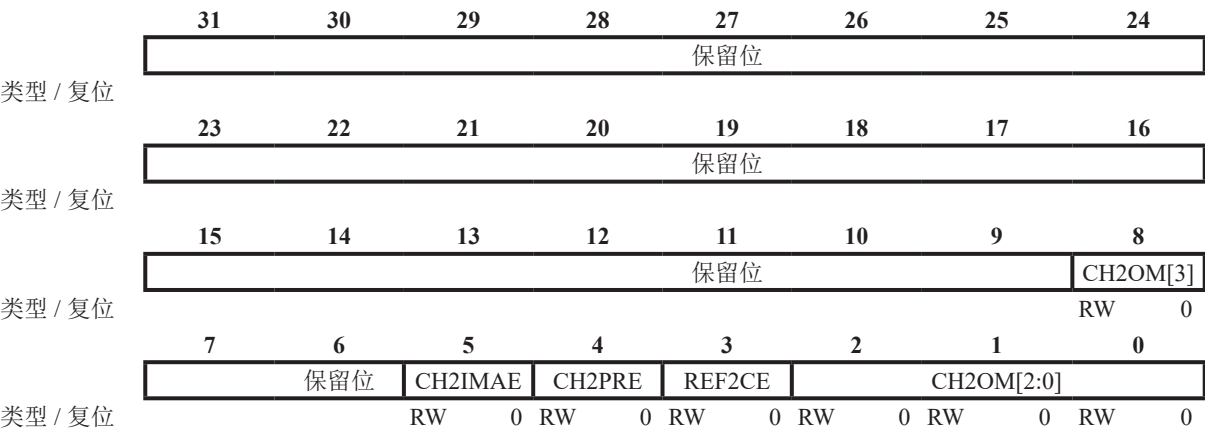 31 30 29 28 27 26 25 24
保留位
类型 / 复位
23 22 21 20 19 18 17 16
保留位
类型 / 复位
15 14 13 12 11 10 9 8
保留位 CH2OM[3]
类型 / 复位 RW 0
7 6 5 4 3 2 1 0
保留位 CH2IMAE CH2PRE REF2CE CH2OM[2:0]
类型 / 复位 RW 0 RW 0 RW 0 RW 0 RW 0 RW 0